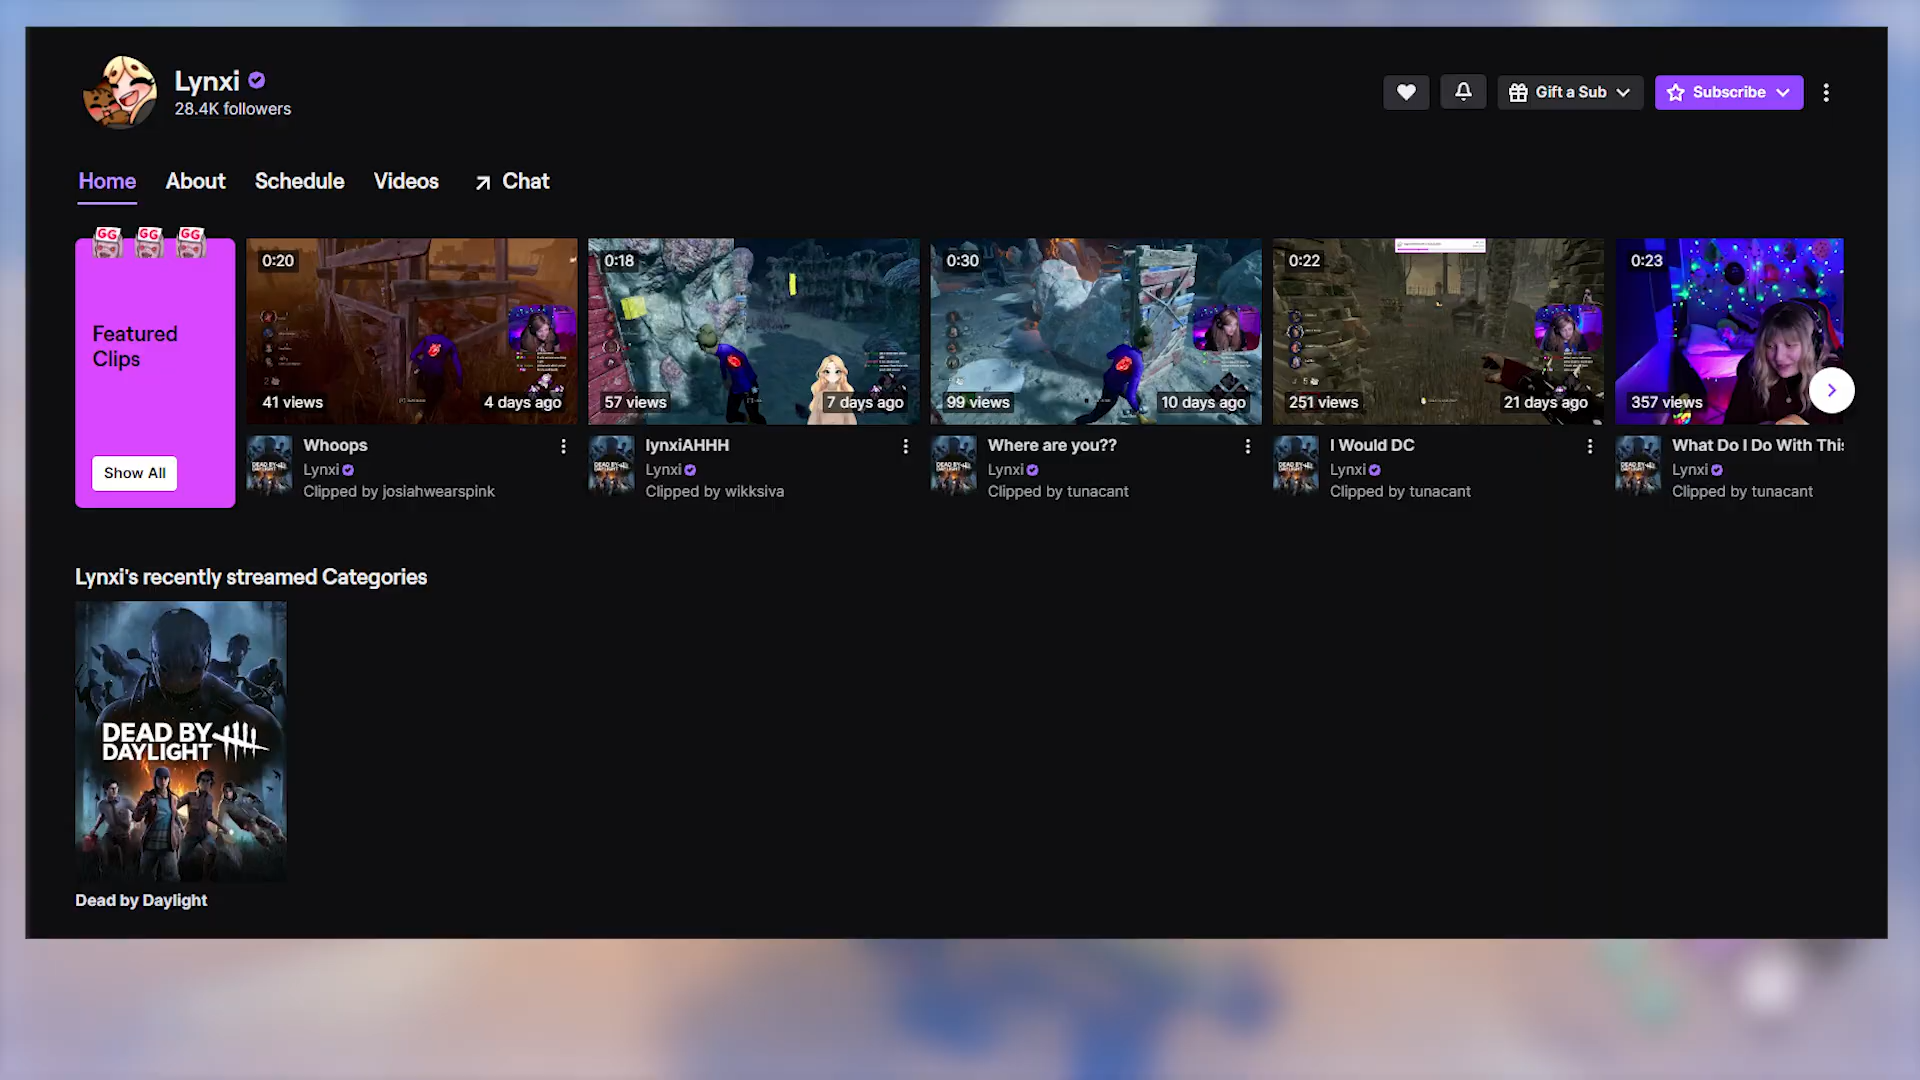 Lynxi
28.4K followers
Gift a Sub
Subscribe
Home
About
Schedule
Videos
Chat
GG GG GG
Featured
Clips
Show All
0:20
41 views
4 days ago
Whoops
Lynxi
Clipped by josiahwearspink
0:18
57 views
7 days ago
lynxiAHHH
Lynxi
Clipped by wikksiva
0:30
99 views
10 days ago
Where are you??
Lynxi
Clipped by tunacant
0:22
251 views
21 days ago
I Would DC
Lynxi
Clipped by tunacant
0:23
357 views
What Do I Do With This
Lynxi
Clipped by tunacant
Lynxi's recently streamed Categories
DEAD BY
DAYLIGHT
Dead by Daylight